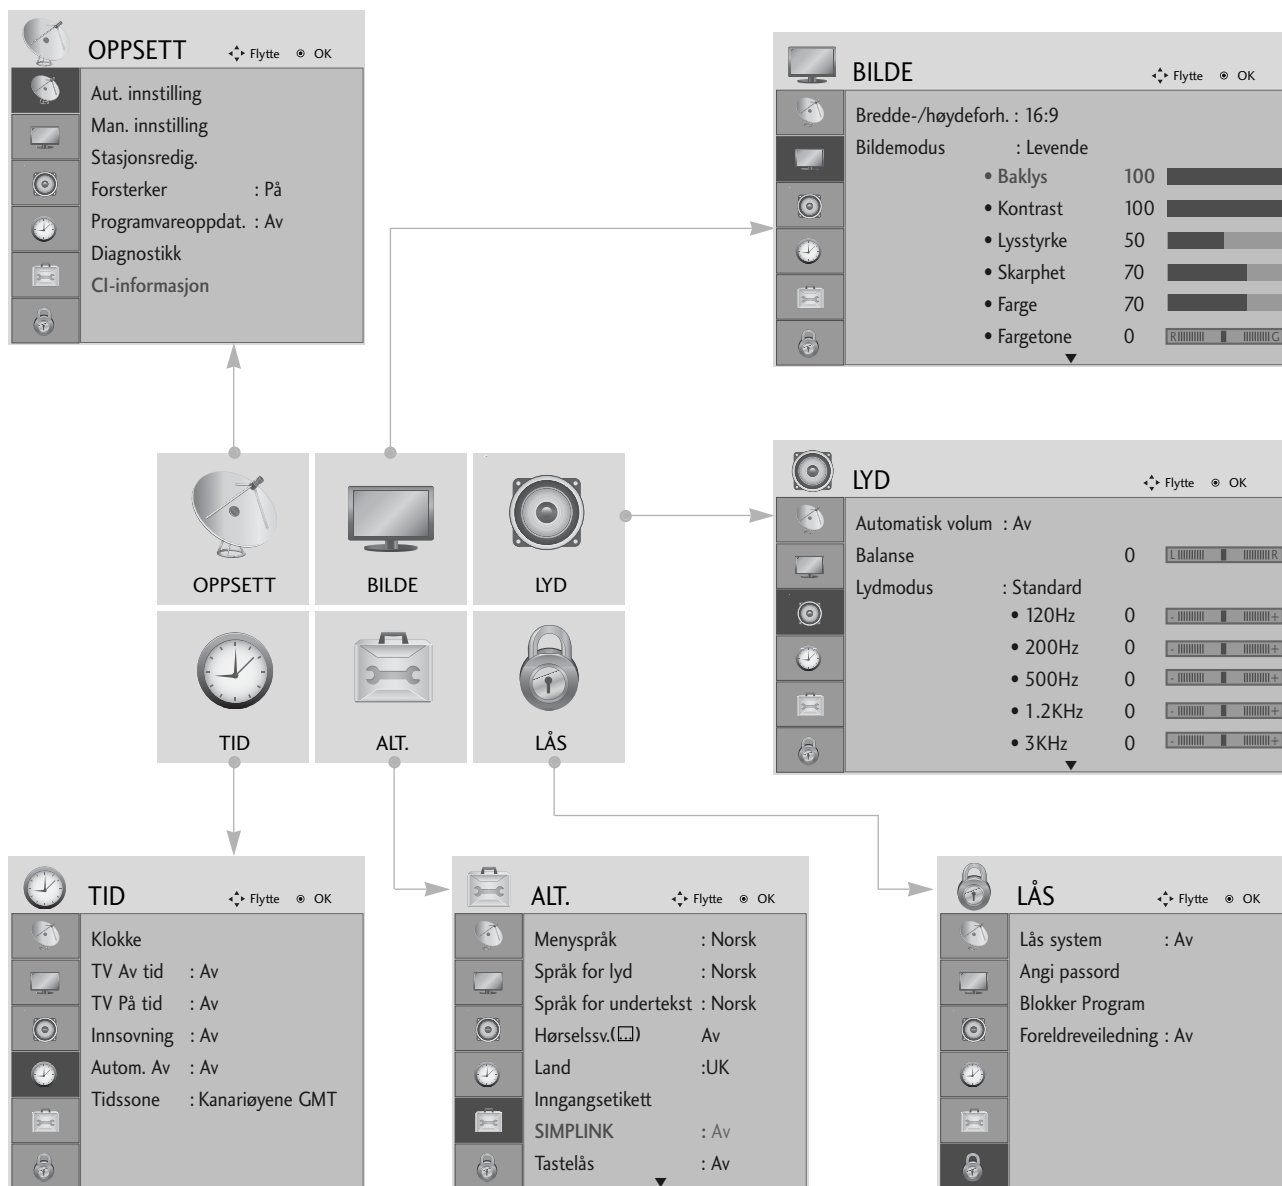 OPPSETT Flytte OK
Aut. innstilling
Man. innstilling
Stasjonsredig.
Forsterker : På
Programvareoppdat. : Av
Diagnostikk
CI-informasjon
BILDE Flytte OK
Bredde-/høydeforh. : 16:9
Bildemodus : Levende
• Baklys 100
• Kontrast 100
• Lysstyrke 50
• Skarphet 70
• Farge 70
• Fargetone 0 R G
OPPSETT BILDE LYD
TID ALT. LÅS
LYD Flytte OK
Automatisk volum : Av
Balanse 0 L R
Lydmodus : Standard
• 120Hz 0 - +
• 200Hz 0 - +
• 500Hz 0 - +
• 1.2KHz 0 - +
• 3KHz 0 - +
TID Flytte OK
Klokke
TV Av tid : Av
TV På tid : Av
Innsovning : Av
Autom. Av : Av
Tidssone : Kanariøyene GMT
ALT. Flytte OK
Menyspråk : Norsk
Språk for lyd : Norsk
Språk for undertekst : Norsk
Hørselssv.( ) Av
Land :UK
Inngangsetikett
SIMPLINK : Av
Tastelås : Av
LÅS Flytte OK
Lås system : Av
Angi passord
Blokker Program
Foreldreveiledning : Av